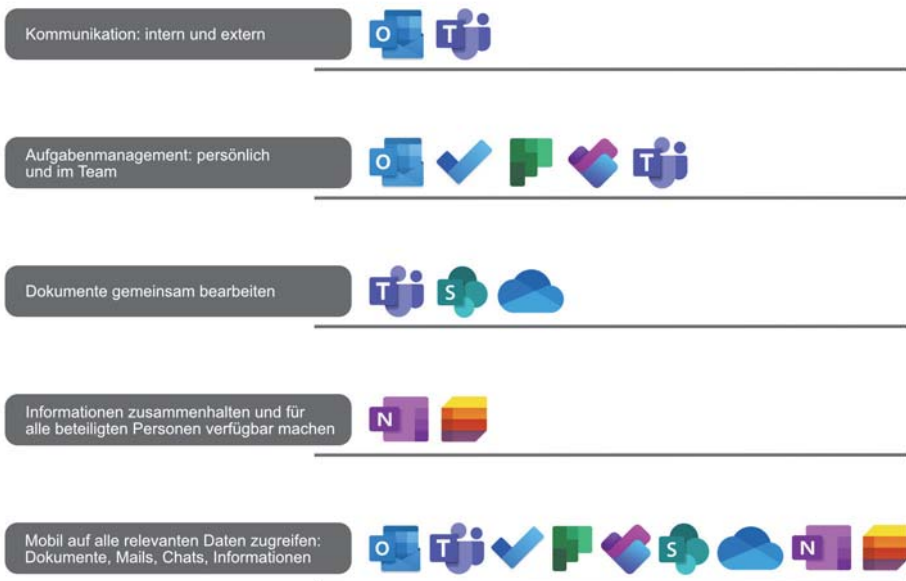 Kommunikation: intern und extern
O
T
Aufgabenmanagement: persönlich
und im Team
O
T
Dokumente gemeinsam bearbeiten
T
S
Informationen zusammenhalten und für
alle beteiligten Personen verfügbar machen
N
Mobil auf alle relevanten Daten zugreifen:
Dokumente, Mails, Chats, Informationen
O
T
S
N